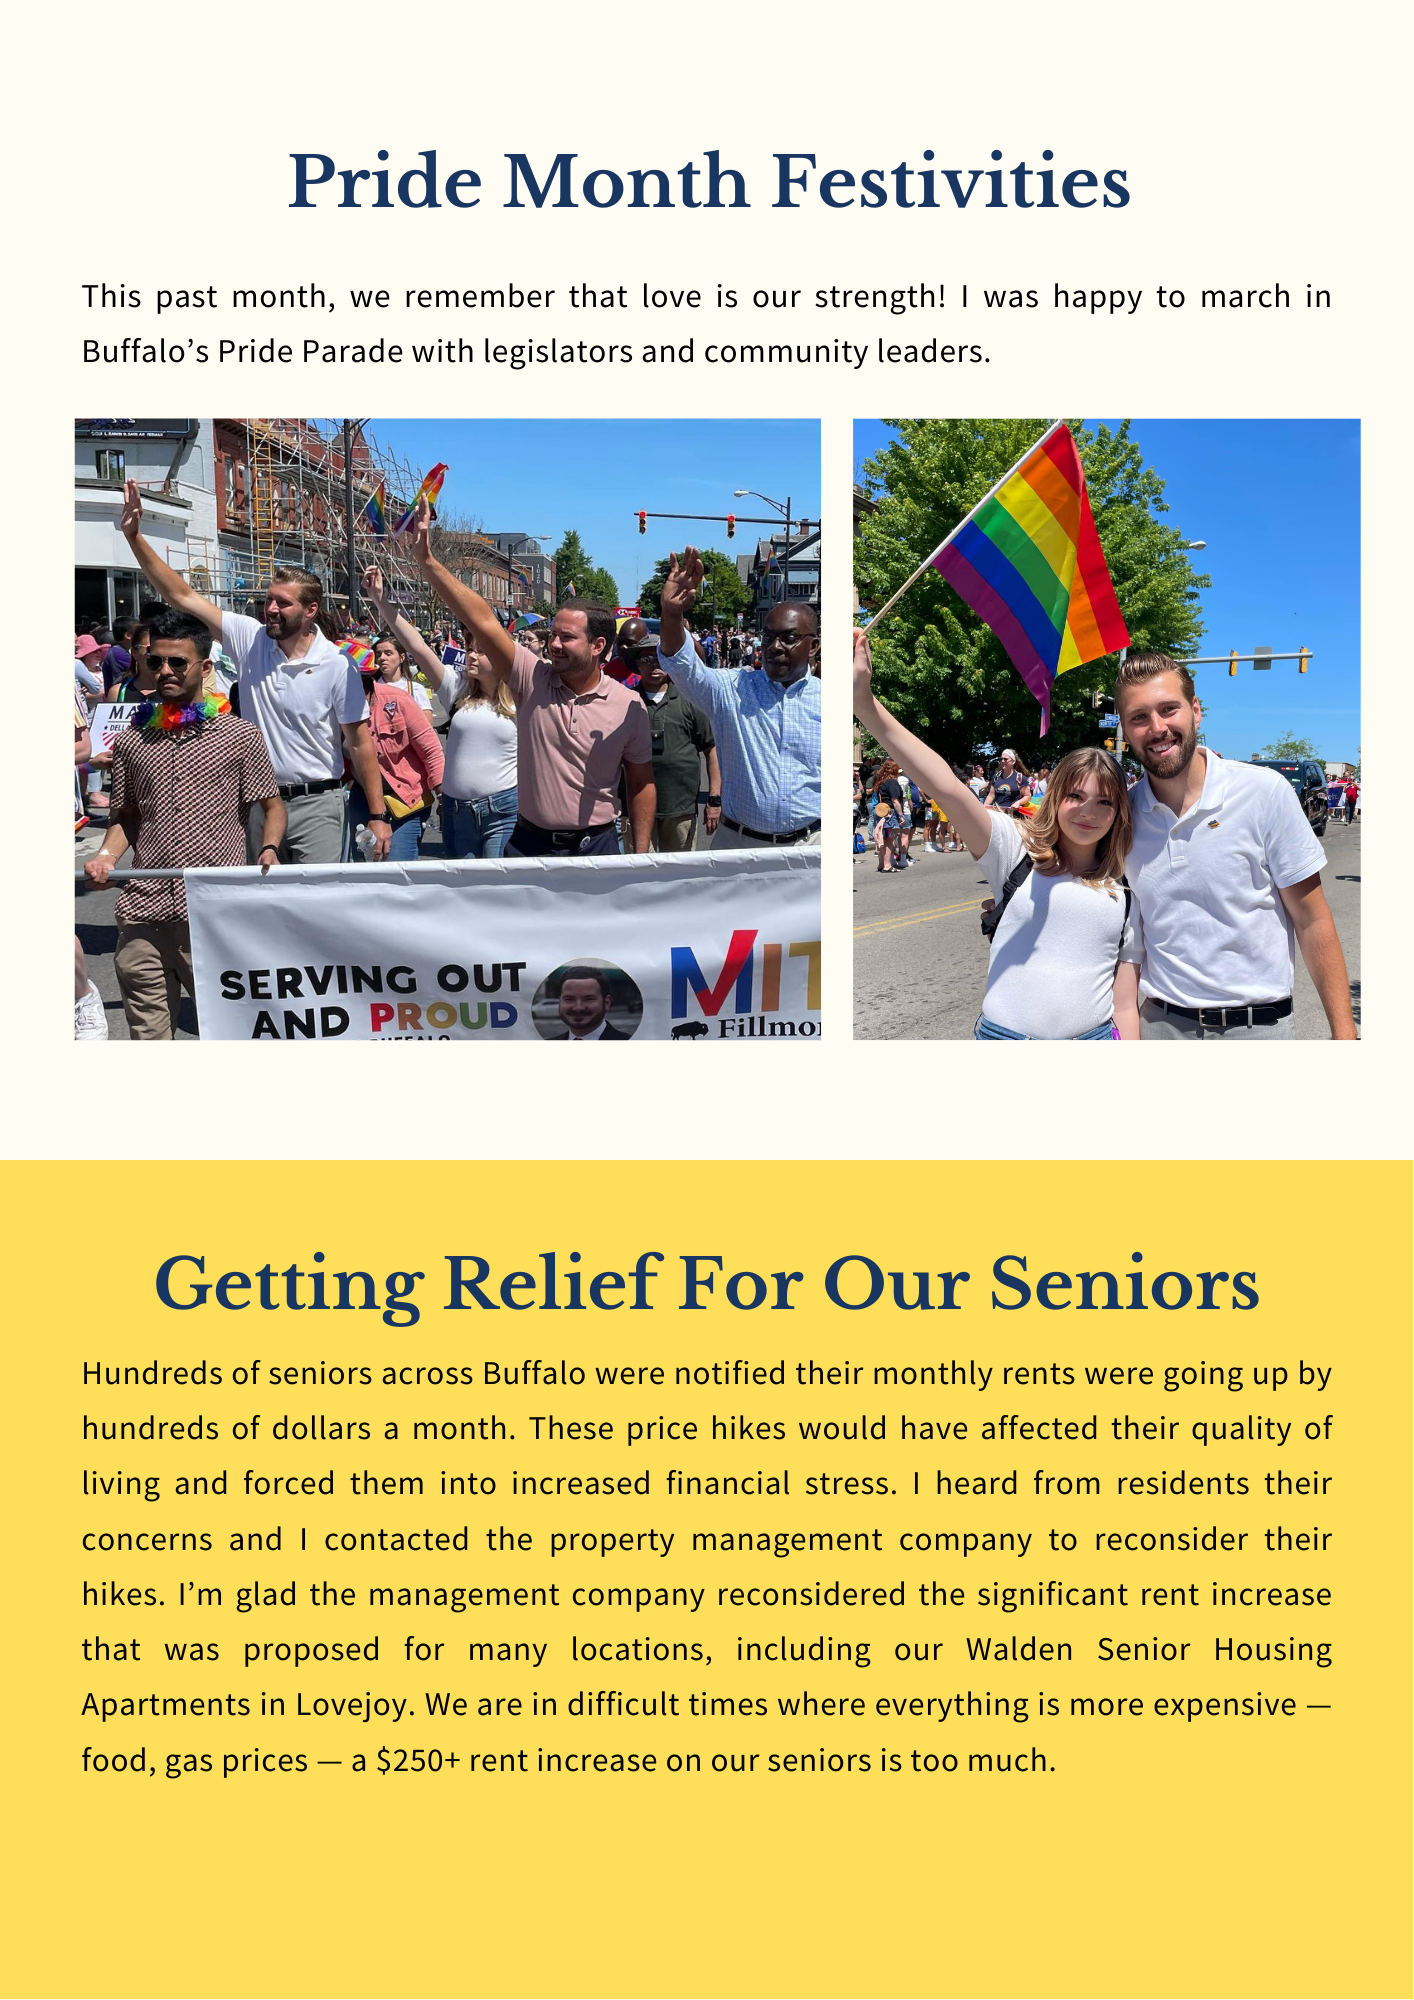 Pride Month Festivities
This past month, we remember that love is our strength! I was happy to march in
Buffalo’s Pride Parade with legislators and community leaders.
SERVING OUT
AND PROUD
BUFFALO
MIT
Fillmor
MA
Getting Relief For Our Seniors
Hundreds of seniors across Buffalo were notified their monthly rents were going up by
hundreds of dollars a month. These price hikes would have affected their quality of
living and forced them into increased financial stress. I heard from residents their
concerns and I contacted the property management company to reconsider their
hikes. I’m glad the management company reconsidered the significant rent increase
that was proposed for many locations, including our Walden Senior Housing
Apartments in Lovejoy. We are in difficult times where everything is more expensive —
food, gas prices — a $250+ rent increase on our seniors is too much.